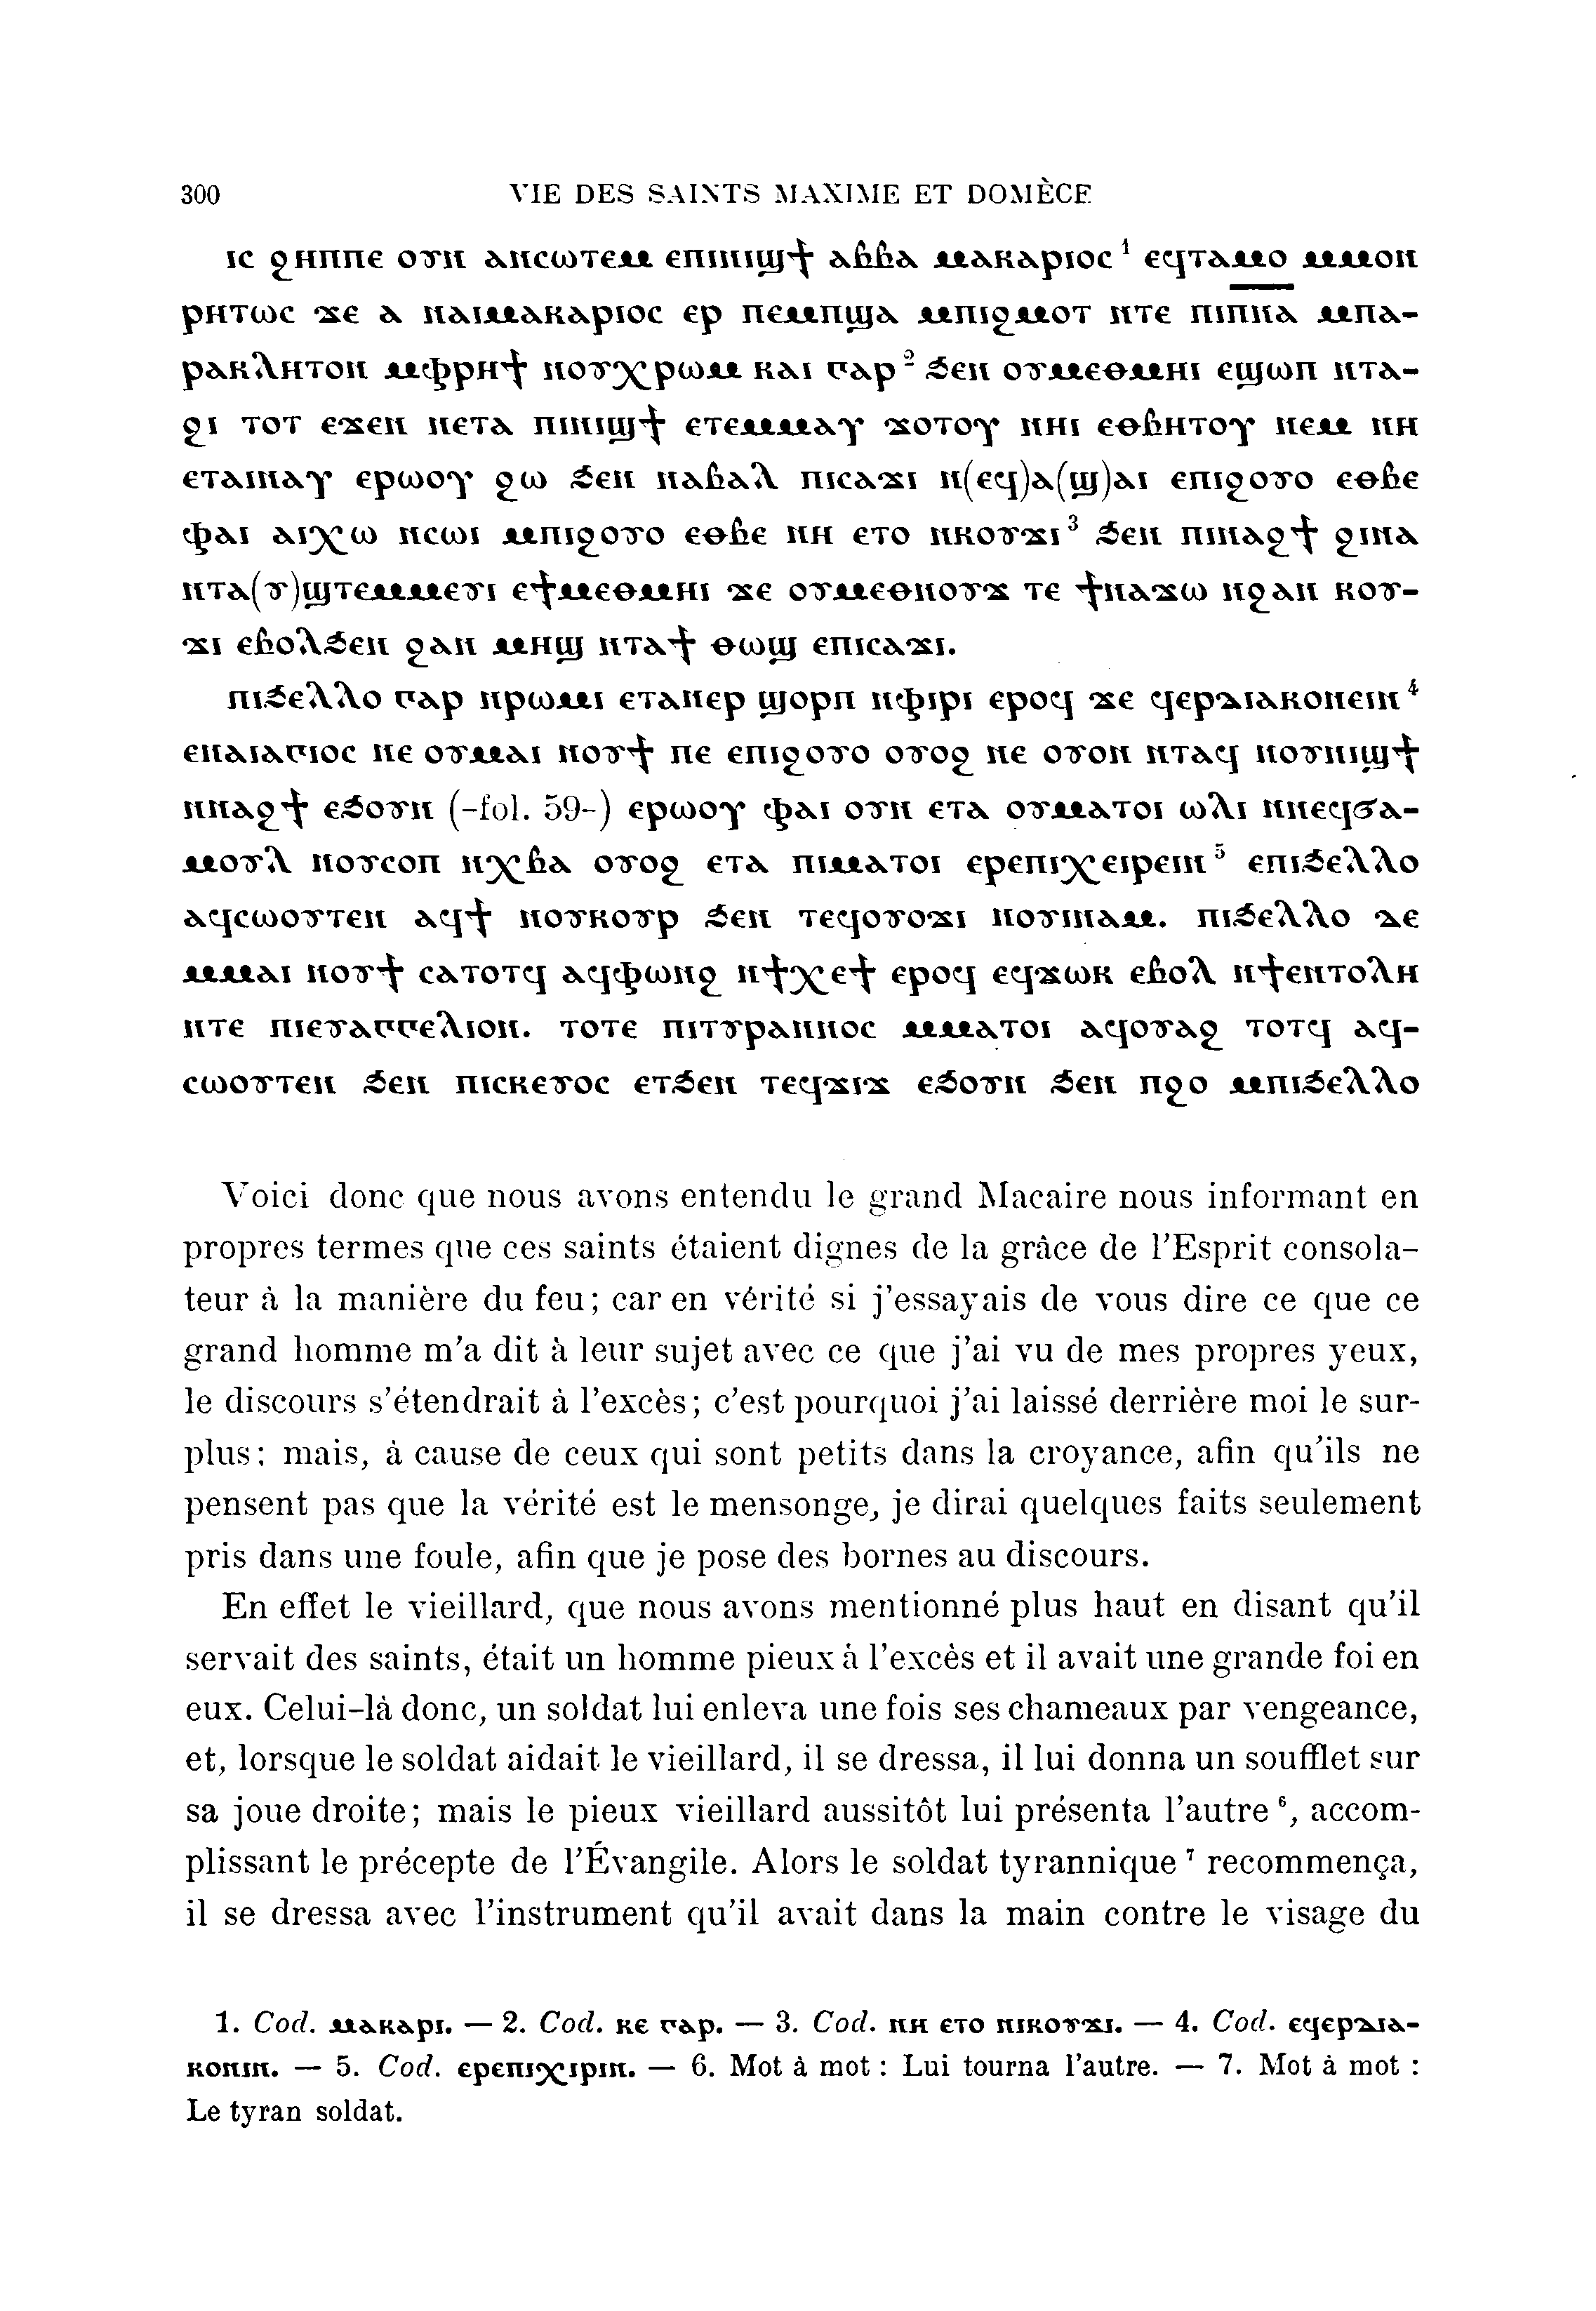 300 VIE DES SAINTS MAXIME ET DOMÈCE
ⲓⲥ ϩⲏⲡⲡⲉ ⲟⲩⲛ ⲁⲛⲥⲱⲧⲉⲙ ⲉⲡⲓⲛⲓϣϯ ⲁⲃⲃⲁ ⲙⲁⲕⲁⲣⲓⲟⲥ¹ ⲉϥⲧⲁⲙⲟ ⲙⲙⲟⲛ
ⲣⲏⲧⲱⲥ ϫⲉ ⲁ ⲛⲁⲓⲙⲁⲕⲁⲣⲓⲟⲥ ⲉⲣ ⲡⲉⲙⲡϣⲁ ⲙⲡⲓϩⲙⲟⲧ ⲛⲧⲉ ⲡⲓⲡⲛⲁ ⲙⲡⲁ-
ⲣⲁⲕⲗⲏⲧⲟⲛ ⲙⲫⲣⲏϯ ⲛⲟⲩⲭⲣⲱⲙ ⲕⲁⲓ ⲅⲁⲣ² ϧⲉⲛ ⲟⲩⲙⲉⲑⲙⲏⲓ ⲉϣⲱⲡ ⲛⲧⲁ-
ϩⲓ ⲧⲟⲧ ⲉϫⲉⲛ ⲛⲉⲧⲁ ⲡⲓⲛⲓϣϯ ⲉⲧⲉⲙⲙⲁⲩ ϫⲟⲧⲟⲩ ⲛⲏⲓ ⲉⲑⲃⲏⲧⲟⲩ ⲛⲉⲙ ⲛⲏ
ⲉⲧⲁⲓⲛⲁⲩ ⲉⲣⲱⲟⲩ ϩⲱ ϧⲉⲛ ⲛⲁⲃⲁⲗ ⲡⲓⲥⲁϫⲓ ⲛ(ⲉϥ)ⲁ(ϣ)ⲁⲓ ⲉⲡⲓϩⲟⲩⲟ ⲉⲑⲃⲉ
ⲫⲁⲓ ⲁⲓⲭⲱ ⲛⲥⲱⲓ ⲙⲡⲓϩⲟⲩⲟ ⲉⲑⲃⲉ ⲛⲏ ⲉⲧⲟ ⲛⲕⲟⲩϫⲓ³ ϧⲉⲛ ⲡⲓⲛⲁϩϯ ϩⲓⲛⲁ
ⲛⲧⲁ(ⲩ)ϣⲧⲉⲙⲙⲉⲩⲓ ⲉϯⲙⲉⲑⲙⲏⲓ ϫⲉ ⲟⲩⲙⲉⲑⲛⲟⲩϫ ⲧⲉ ϯⲛⲁϫⲱ ⲛϩⲁⲛ ⲕⲟⲩ-
ϫⲓ ⲉⲃⲟⲗϧⲉⲛ ϩⲁⲛ ⲙⲏϣ ⲛⲧⲁϯ ⲑⲱϣ ⲉⲡⲓⲥⲁϫⲓ.
ⲡⲓϧⲉⲗⲗⲟ ⲅⲁⲣ ⲛⲣⲱⲙⲓ ⲉⲧⲁⲛⲉⲣ ϣⲟⲣⲡ ⲛⲫⲓⲣⲓ ⲉⲣⲟϥ ϫⲉ ϥⲉⲣⲇⲓⲁⲕⲟⲛⲉⲓⲛ⁴
ⲉⲛⲁⲓⲁⲅⲓⲟⲥ ⲛⲉ ⲟⲩⲙⲁⲓ ⲛⲟⲩϯ ⲡⲉ ⲉⲡⲓϩⲟⲩⲟ ⲟⲩⲟϩ ⲛⲉ ⲟⲩⲟⲛ ⲛⲧⲁϥ ⲛⲟⲩⲛⲓϣϯ
ⲛⲛⲁϩϯ ⲉϧⲟⲩⲛ (-fol. 59-) ⲉⲣⲱⲟⲩ ⲫⲁⲓ ⲟⲩⲛ ⲉⲧⲁ ⲟⲩⲙⲁⲧⲟⲓ ⲱⲗⲓ ⲛⲛⲉϥϭⲁ-
ⲙⲟⲩⲗ ⲛⲟⲩⲥⲟⲡ ⲛⲭⲃⲁ ⲟⲩⲟϩ ⲉⲧⲁ ⲡⲓⲙⲁⲧⲟⲓ ⲉⲣⲉⲡⲓⲭⲉⲓⲣⲉⲓⲛ⁵ ⲉⲡⲓϧⲉⲗⲗⲟ
ⲁϥⲥⲱⲟⲩⲧⲉⲛ ⲁϥϯ ⲛⲟⲩⲕⲟⲩⲣ ϧⲉⲛ ⲧⲉϥⲟⲩⲟϫⲓ ⲛⲟⲩⲓⲛⲁⲙ. ⲡⲓϧⲉⲗⲗⲟ ⲇⲉ
ⲙⲙⲁⲓ ⲛⲟⲩϯ ⲥⲁⲧⲟⲧϥ ⲁϥⲫⲱⲛϩ ⲛϯⲭⲉϯ ⲉⲣⲟϥ ⲉϥϫⲱⲕ ⲉⲃⲟⲗ ⲛϯⲉⲛⲧⲟⲗⲏ
ⲛⲧⲉ ⲡⲓⲉⲩⲁⲅⲅⲉⲗⲓⲟⲛ. ⲧⲟⲧⲉ ⲡⲓⲧⲩⲣⲁⲛⲛⲟⲥ ⲙⲙⲁⲧⲟⲓ ⲁϥⲟⲩⲁϩ ⲧⲟⲧϥ ⲁϥ-
ⲥⲱⲟⲩⲧⲉⲛ ϧⲉⲛ ⲡⲓⲥⲕⲉⲩⲟⲥ ⲉⲧϧⲉⲛ ⲧⲉϥϫⲓϫ ⲉϧⲟⲩⲛ ϧⲉⲛ ⲡϩⲟ ⲙⲡⲓϧⲉⲗⲗⲟ
Voici donc que nous avons entendu le grand Macaire nous informant en
propres termes que ces saints étaient dignes de la grâce de l'Esprit consola-
teur à la manière du feu; car en vérité si j'essayais de vous dire ce que ce
grand homme m'a dit à leur sujet avec ce que j'ai vu de mes propres yeux,
le discours s'étendrait à l'excès; c'est pourquoi j'ai laissé derrière moi le sur-
plus: mais, à cause de ceux qui sont petits dans la croyance, afin qu'ils ne
pensent pas que la vérité est le mensonge, je dirai quelques faits seulement
pris dans une foule, afin que je pose des bornes au discours.
En effet le vieillard, que nous avons mentionné plus haut en disant qu'il
servait des saints, était un homme pieux à l'excès et il avait une grande foi en
eux. Celui-là donc, un soldat lui enleva une fois ses chameaux par vengeance,
et, lorsque le soldat aidait le vieillard, il se dressa, il lui donna un soufflet sur
sa joue droite; mais le pieux vieillard aussitôt lui présenta l'autre⁶, accom-
plissant le précepte de l'Évangile. Alors le soldat tyrannique⁷ recommença,
il se dressa avec l'instrument qu'il avait dans la main contre le visage du
1. Cod. ⲙⲁⲕⲁⲣⲓ. — 2. Cod. ⲕⲉ ⲅⲁⲣ. — 3. Cod. ⲛⲏ ⲉⲧⲟ ⲛⲓⲕⲟⲩϫⲓ. — 4. Cod. ⲉϥⲉⲣⲇⲓⲁ-
ⲕⲟⲛⲓⲛ. — 5. Cod. ⲉⲣⲉⲡⲓⲭⲓⲣⲓⲛ. — 6. Mot à mot : Lui tourna l'autre. — 7. Mot à mot :
Le tyran soldat.